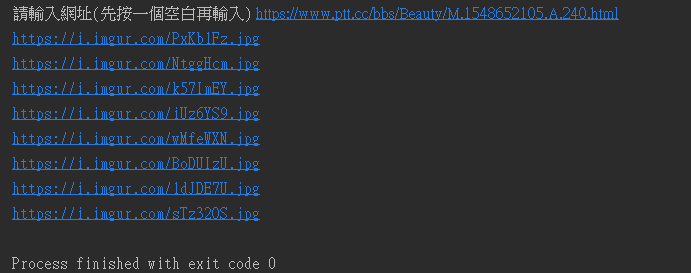 請輸入網址(先按一個空白再輸入) https://www.ptt.cc/bbs/Beauty/M.1548652105.A.240.html
https://i.imgur.com/PxKb1Fz.jpg
https://i.imgur.com/NtggHcm.jpg
https://i.imgur.com/k57ImEY.jpg
https://i.imgur.com/iUz6YS9.jpg
https://i.imgur.com/wMfeWXN.jpg
https://i.imgur.com/BoDUIzU.jpg
https://i.imgur.com/1dJDE7U.jpg
https://i.imgur.com/sTz32OS.jpg
Process finished with exit code 0